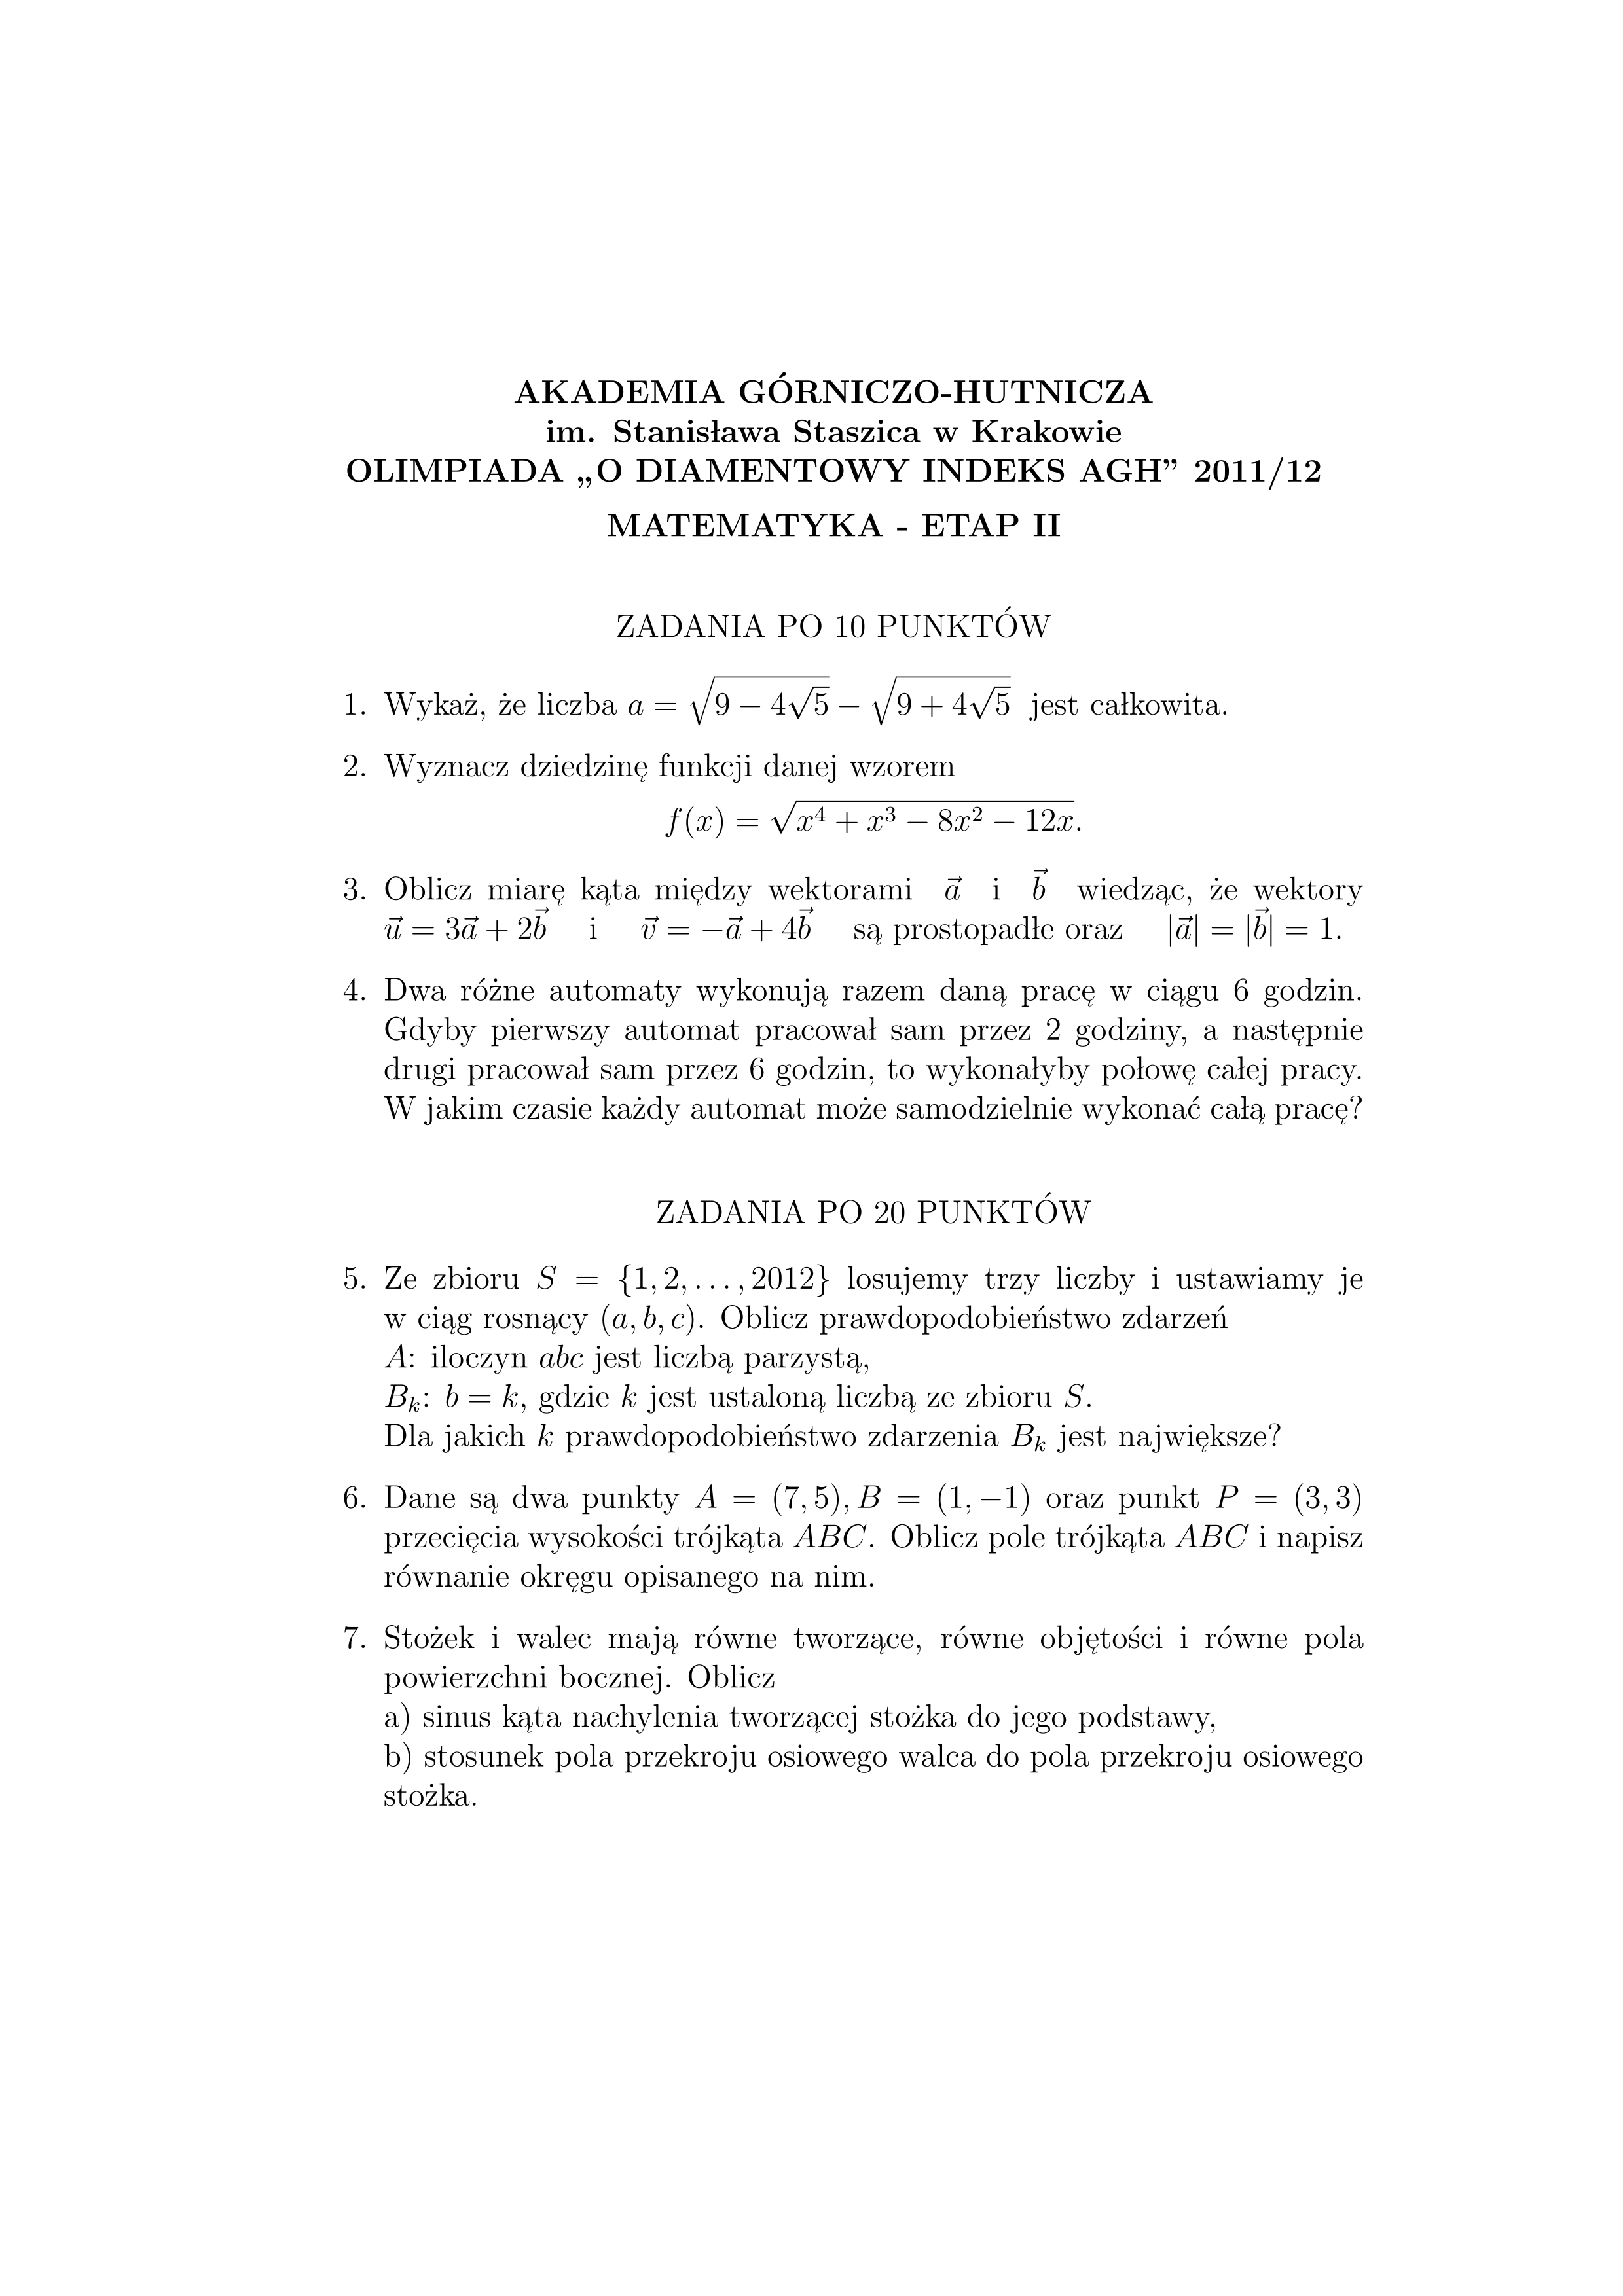 AKADEMIA GÓRNICZO-HUTNICZA
im. Stanisława Staszica w Krakowie
OLIMPIADA „O DIAMENTOWY INDEKS AGH” 2011/12
MATEMATYKA - ETAP II
ZADANIA PO 10 PUNKTÓW
1. Wykaż, że liczba $a = \sqrt{9 - 4\sqrt{5}} - \sqrt{9 + 4\sqrt{5}}$ jest całkowita.
2. Wyznacz dziedzinę funkcji danej wzorem
$f(x) = \sqrt{x^4 + x^3 - 8x^2 - 12x}.$
3. Oblicz miarę kąta między wektorami $\vec{a}$ i $\vec{b}$ wiedząc, że wektory
$\vec{u} = 3\vec{a} + 2\vec{b}$ i $\vec{v} = -\vec{a} + 4\vec{b}$ są prostopadłe oraz $|\vec{a}| = |\vec{b}| = 1.$
4. Dwa różne automaty wykonują razem daną pracę w ciągu 6 godzin.
Gdyby pierwszy automat pracował sam przez 2 godziny, a następnie
drugi pracował sam przez 6 godzin, to wykonałyby połowę całej pracy.
W jakim czasie każdy automat może samodzielnie wykonać całą pracę?
ZADANIA PO 20 PUNKTÓW
5. Ze zbioru $S = \{1, 2, \ldots, 2012\}$ losujemy trzy liczby i ustawiamy je
w ciąg rosnący $(a, b, c)$. Oblicz prawdopodobieństwo zdarzeń
$A$: iloczyn $abc$ jest liczbą parzystą,
$B_k$: $b = k$, gdzie $k$ jest ustaloną liczbą ze zbioru $S$.
Dla jakich $k$ prawdopodobieństwo zdarzenia $B_k$ jest największe?
6. Dane są dwa punkty $A = (7, 5), B = (1, -1)$ oraz punkt $P = (3, 3)$
przecięcia wysokości trójkąta $ABC$. Oblicz pole trójkąta $ABC$ i napisz
równanie okręgu opisanego na nim.
7. Stożek i walec mają równe tworzące, równe objętości i równe pola
powierzchni bocznej. Oblicz
a) sinus kąta nachylenia tworzącej stożka do jego podstawy,
b) stosunek pola przekroju osiowego walca do pola przekroju osiowego
stożka.